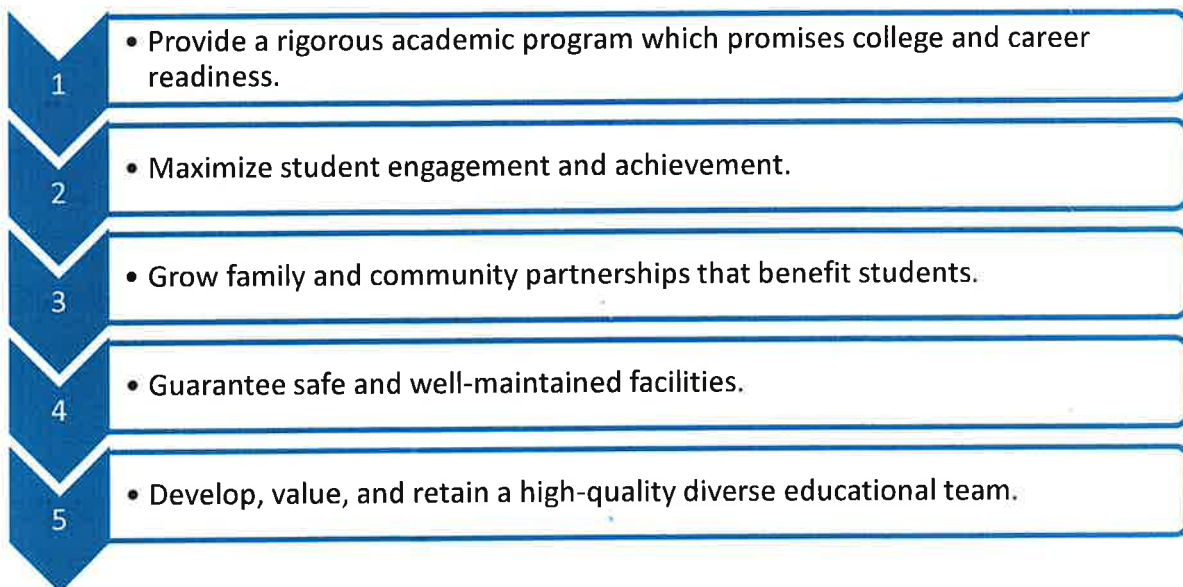 1
• Provide a rigorous academic program which promises college and career
readiness.
2
• Maximize student engagement and achievement.
3
• Grow family and community partnerships that benefit students.
4
• Guarantee safe and well-maintained facilities.
5
• Develop, value, and retain a high-quality diverse educational team.